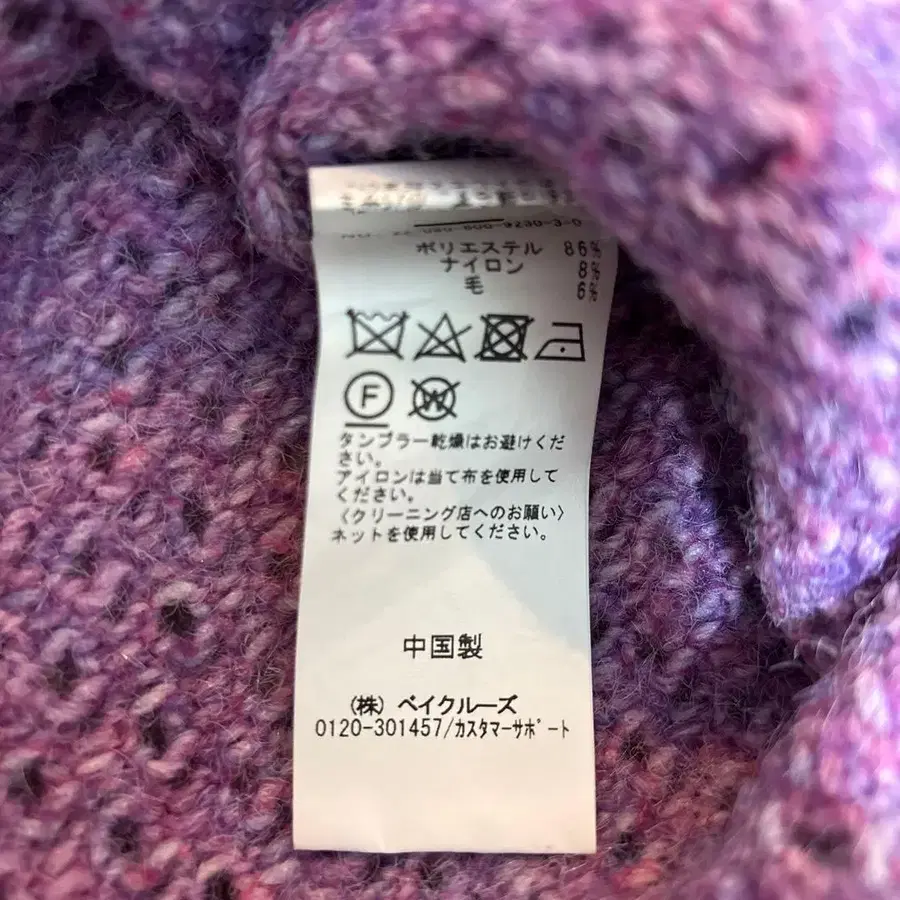 9230-3-0
ポリエステル 86%
ナイロン 8%
毛 6%
F W
タンブラー乾燥はお避けくだ
さい。
アイロンは当て布を使用して
ください。
〈クリーニング店へのお願い〉
ネットを使用してください。
中国製
(株) ベイクルーズ
0120-301457/カスタマーサポート